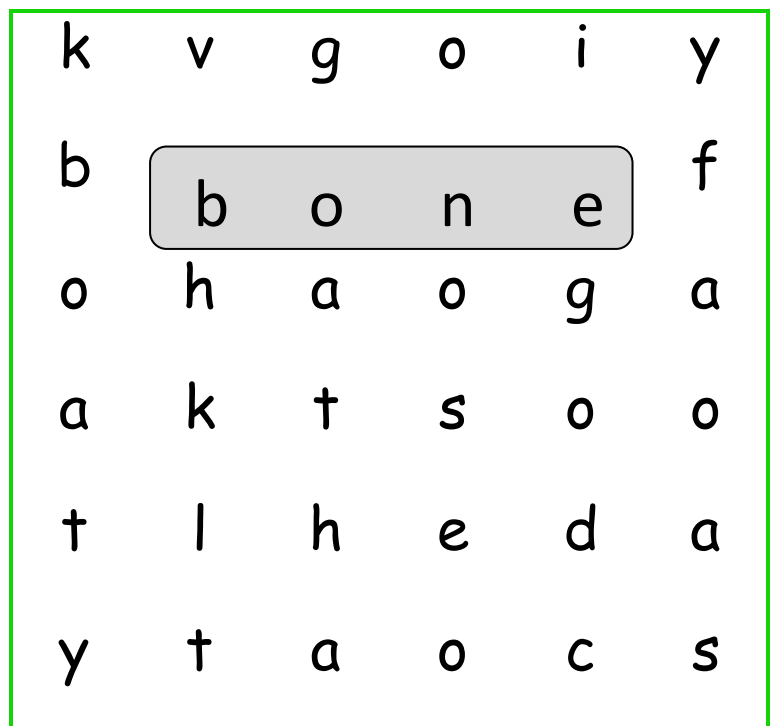 k v g o i y
b b o n e f
o h a o g a
a k t s o o
t l h e d a
y t a o c s